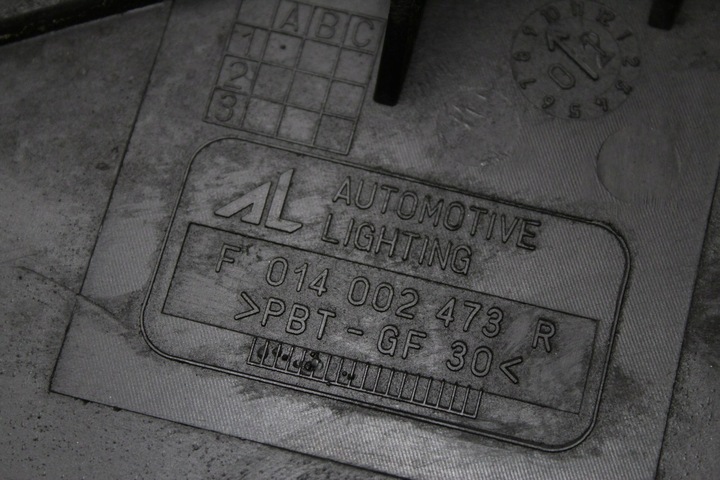 A B C
1
2
3
AL AUTOMOTIVE
LIGHTING
F 014 002 473 R
>PBT - GF 30<